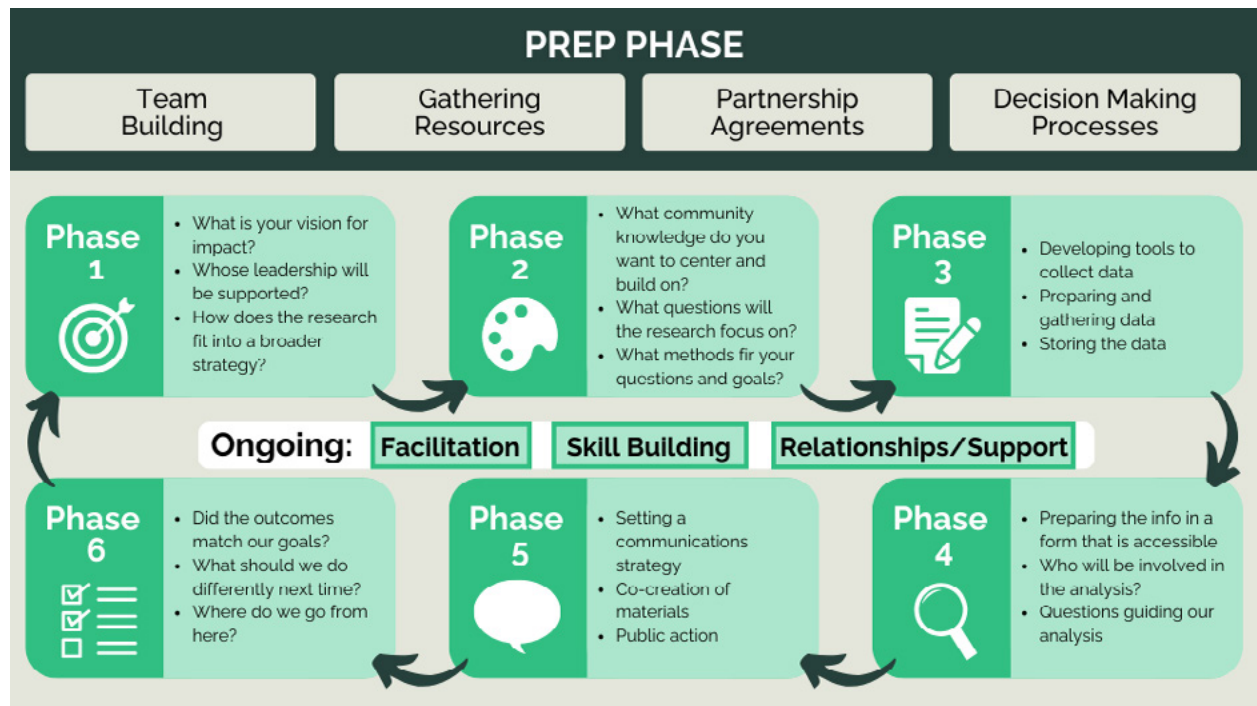 PREP PHASE
Team
Building
Gathering
Resources
Partnership
Agreements
Decision Making
Processes
Phase
1
• What is your vision for
impact?
• Whose leadership will
be supported?
• How does the research
fit into a broader
strategy?
Phase
2
• What community
knowledge do you
want to center and
build on?
• What questions will
the research focus on?
• What methods fir your
questions and goals?
Phase
3
• Developing tools to
collect data
• Preparing and
gathering data
• Storing the data
Ongoing: Facilitation Skill Building Relationships/Support
Phase
6
• Did the outcomes
match our goals?
• What should we do
differently next time?
• Where do we go from
here?
Phase
5
• Setting a
communications
strategy
• Co-creation of
materials
• Public action
Phase
4
• Preparing the info in a
form that is accessible
• Who will be involved in
the analysis?
• Questions guiding our
analysis